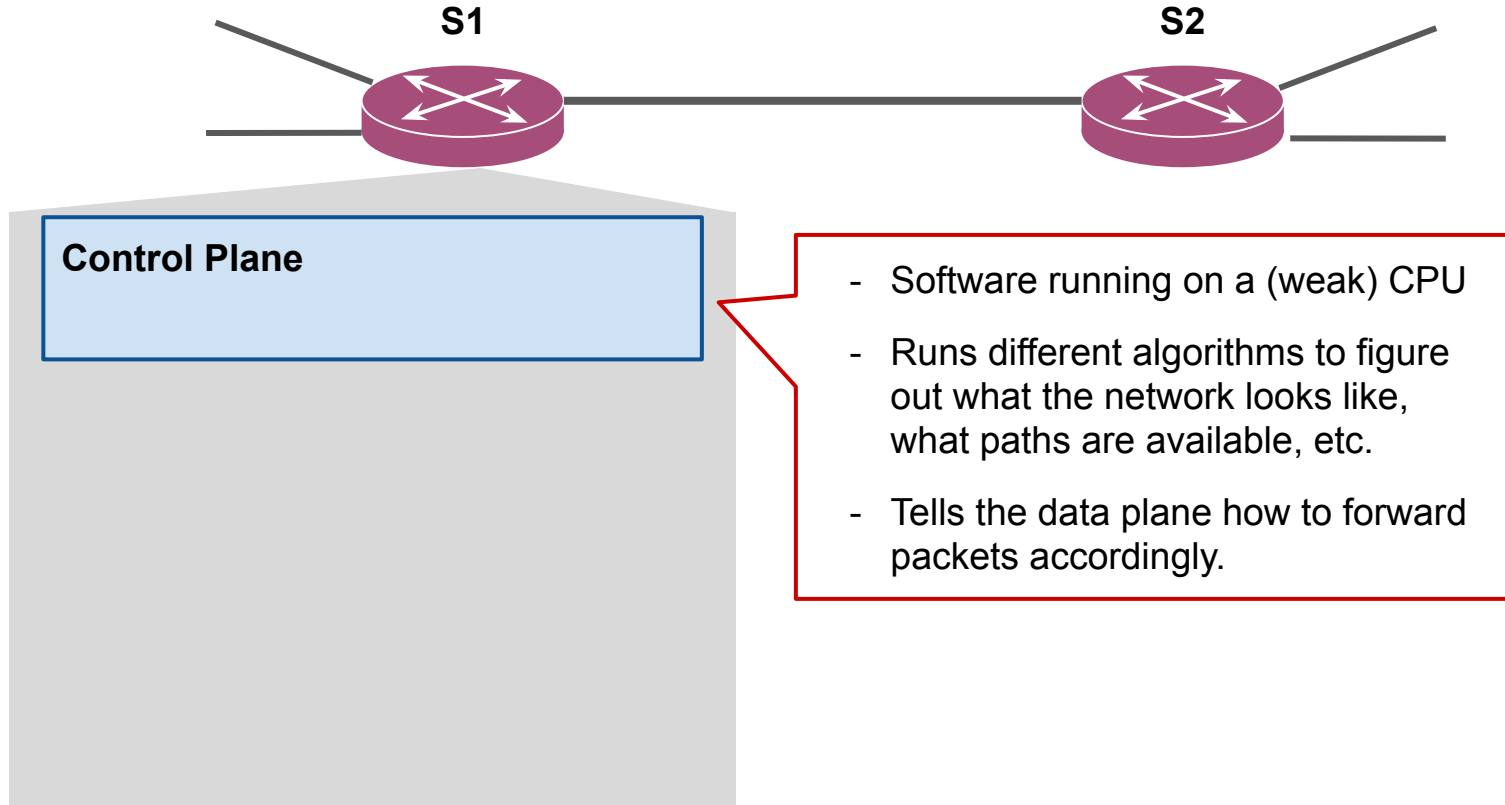 S1
S2
Control Plane
- Software running on a (weak) CPU
- Runs different algorithms to figure
out what the network looks like,
what paths are available, etc.
- Tells the data plane how to forward
packets accordingly.